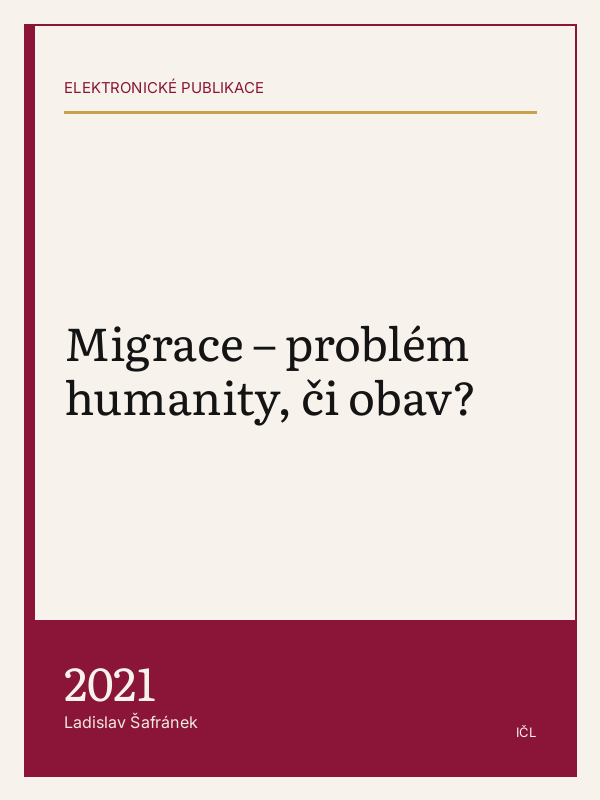 ELEKTRONICKÉ PUBLIKACE
Migrace – problém
humanity, či obav?
2021
Ladislav Šafránek
IČL